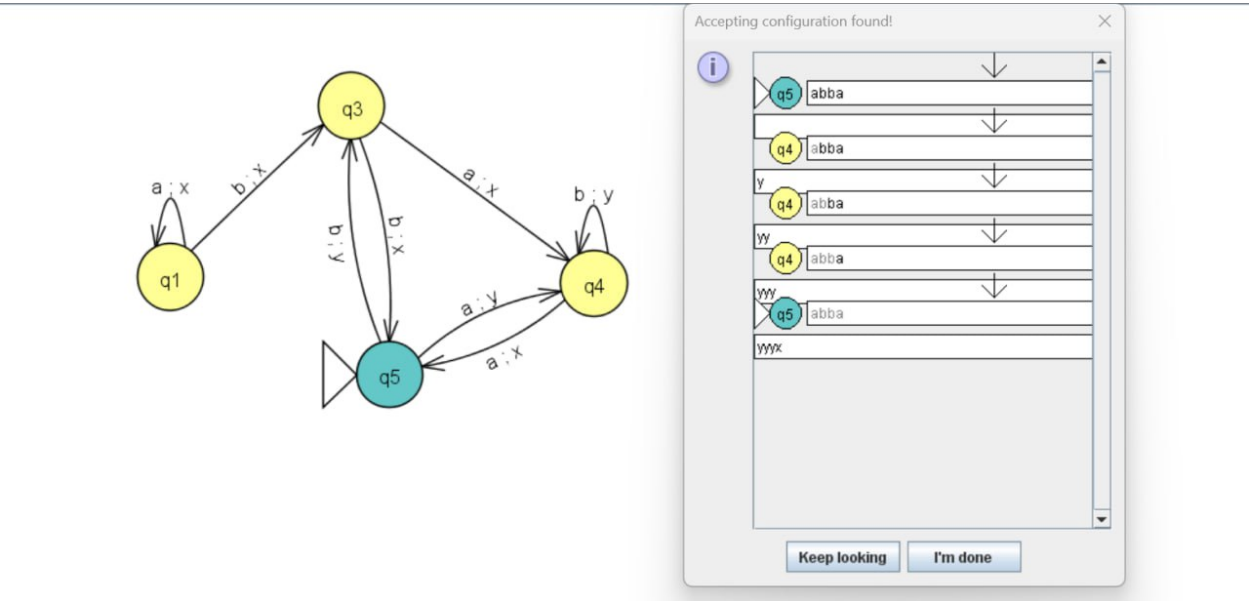 Accepting configuration found!
q3
a ; x
b ; x
a ; x
b ; y
q1
b ; y
b ; x
q4
a ; y
a ; x
q5
i
q5 abba
q4 abba
y
q4 abba
yy
q4 abba
yyy
q5 abba
yyyx
Keep looking
I'm done